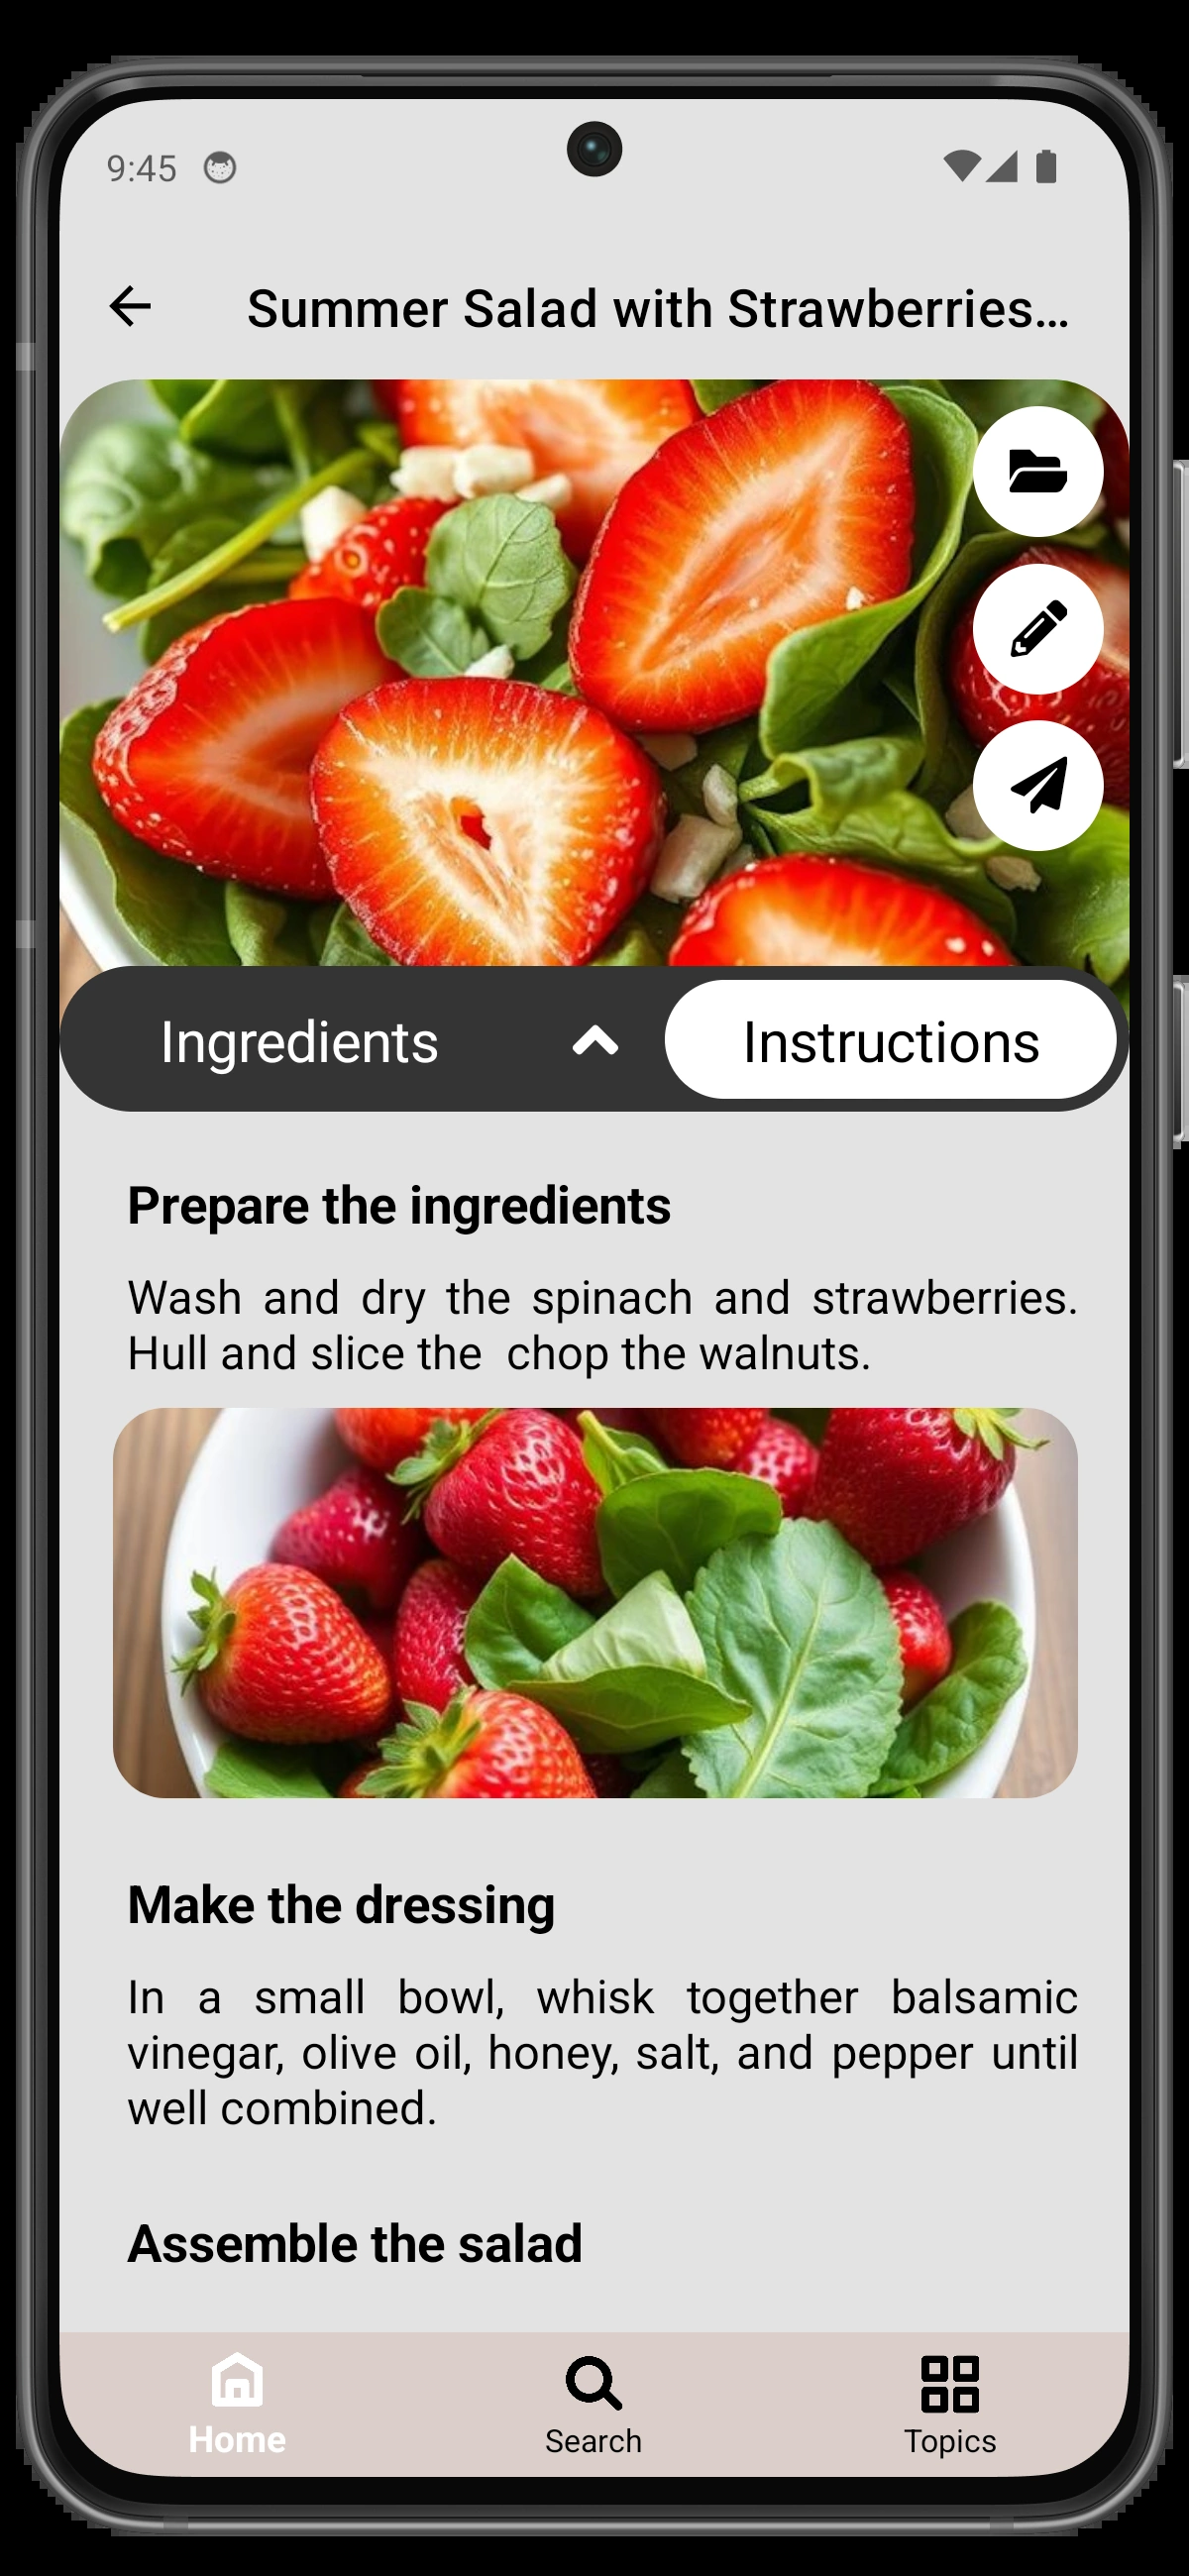 9:45
Summer Salad with Strawberries...
Ingredients
Instructions
Prepare the ingredients
Wash and dry the spinach and strawberries.
Hull and slice the  chop the walnuts.
Make the dressing
In a small bowl, whisk together balsamic
vinegar, olive oil, honey, salt, and pepper until
well combined.
Assemble the salad
Home
Search
Topics